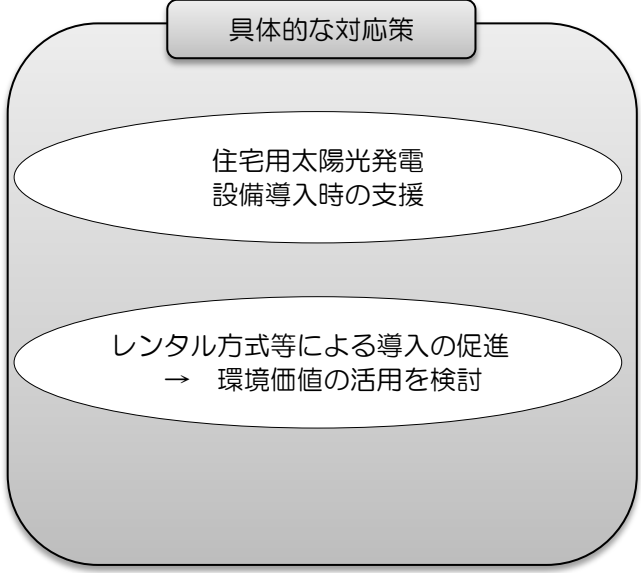 具体的な対応策
住宅用太陽光発電
設備導入時の支援
レンタル方式等による導入の促進
→　環境価値の活用を検討